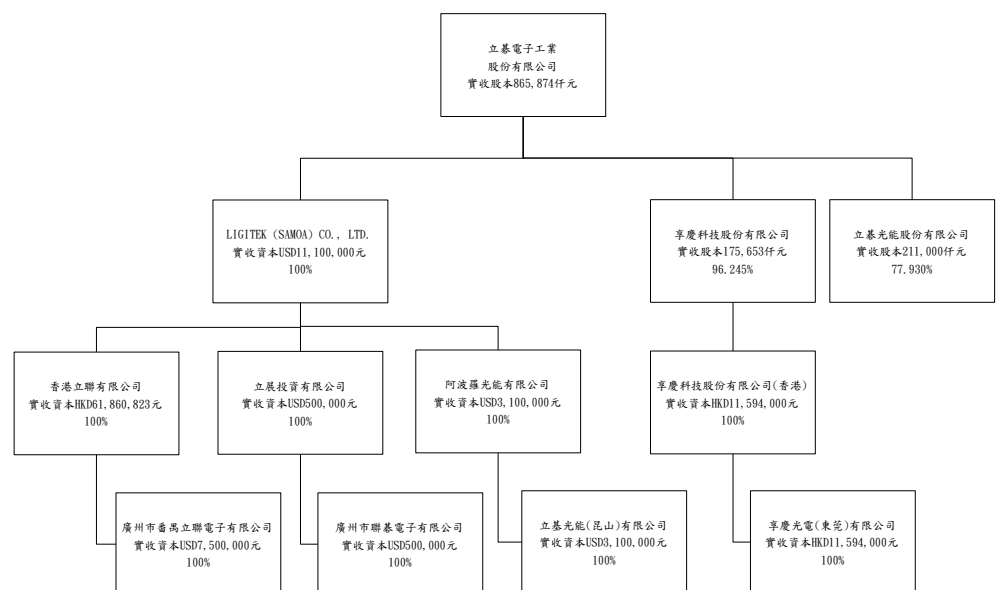 立碁電子工業
股份有限公司
實收股本865,874仟元
LIGITEK (SAMOA) CO., LTD.
實收資本USD11,100,000元
100%
享慶科技股份有限公司
實收股本175,653仟元
96.245%
立碁光能股份有限公司
實收股本211,000仟元
77.930%
香港立聯有限公司
實收資本HKD61,860,823元
100%
立展投資有限公司
實收資本USD500,000元
100%
阿波羅光能有限公司
實收資本USD3,100,000元
100%
享慶科技股份有限公司(香港)
實收資本HKD11,594,000元
100%
廣州市番禺立聯電子有限公司
實收資本USD7,500,000元
100%
廣州市聯碁電子有限公司
實收資本USD500,000元
100%
立基光能(昆山)有限公司
實收資本USD3,100,000元
100%
享慶光電(東莞)有限公司
實收資本HKD11,594,000元
100%